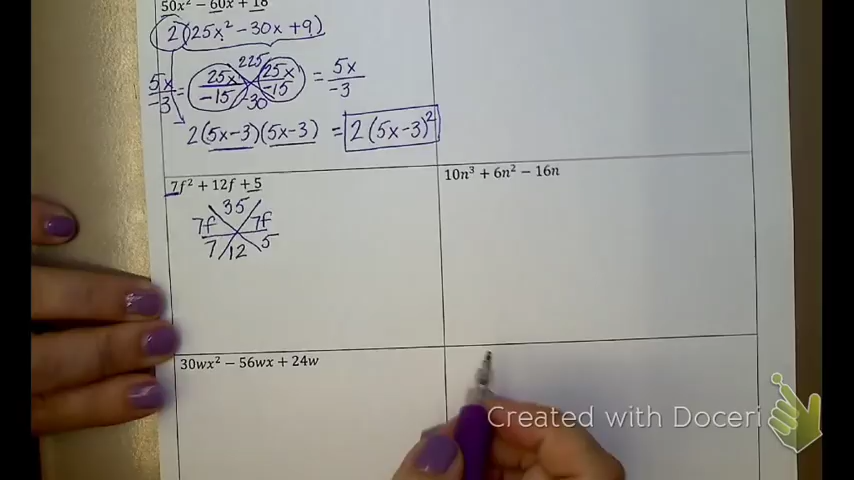 50x² − 60x + 18
2(25x² − 30x + 9)
225
5x/−3 = 25x/−15 25x/−15 = 5x/−3
−30
2(5x−3)(5x−3) = 2(5x−3)²
7f² + 12f + 5
35
7f 7f
7 12 5
10n³ + 6n² − 16n
30wx² − 56wx + 24w
Created with Doceri